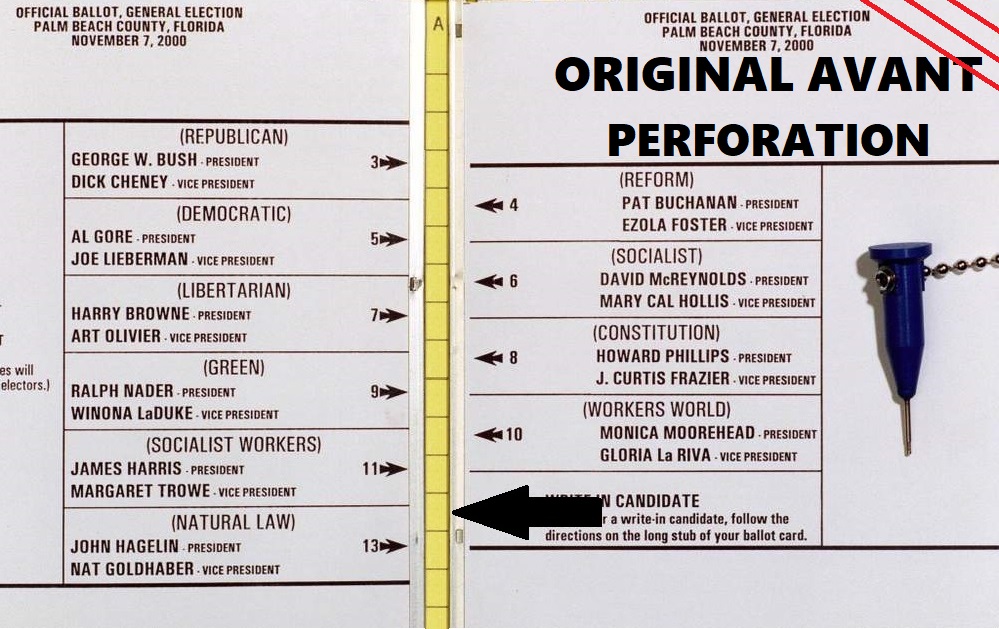 OFFICIAL BALLOT, GENERAL ELECTION
PALM BEACH COUNTY, FLORIDA
NOVEMBER 7, 2000
(REPUBLICAN)
GEORGE W. BUSH - PRESIDENT
3
DICK CHENEY - VICE PRESIDENT
(DEMOCRATIC)
AL GORE - PRESIDENT
5
JOE LIEBERMAN - VICE PRESIDENT
(LIBERTARIAN)
HARRY BROWNE - PRESIDENT
7
ART OLIVIER - VICE PRESIDENT
(GREEN)
es will
RALPH NADER - PRESIDENT
9
electors.)
WINONA LaDUKE - VICE PRESIDENT
(SOCIALIST WORKERS)
JAMES HARRIS - PRESIDENT
11
MARGARET TROWE - VICE PRESIDENT
(NATURAL LAW)
JOHN HAGELIN - PRESIDENT
13
NAT GOLDHABER - VICE PRESIDENT
A
OFFICIAL BALLOT, GENERAL ELECTION
PALM BEACH COUNTY, FLORIDA
NOVEMBER 7, 2000
ORIGINAL AVANT
PERFORATION
(REFORM)
4
PAT BUCHANAN - PRESIDENT
EZOLA FOSTER - VICE PRESIDENT
(SOCIALIST)
6
DAVID McREYNOLDS - PRESIDENT
MARY CAL HOLLIS - VICE PRESIDENT
(CONSTITUTION)
8
HOWARD PHILLIPS - PRESIDENT
J. CURTIS FRAZIER - VICE PRESIDENT
(WORKERS WORLD)
10
MONICA MOOREHEAD - PRESIDENT
GLORIA La RIVA - VICE PRESIDENT
WRITE-IN CANDIDATE
a write-in candidate, follow the
directions on the long stub of your ballot card.